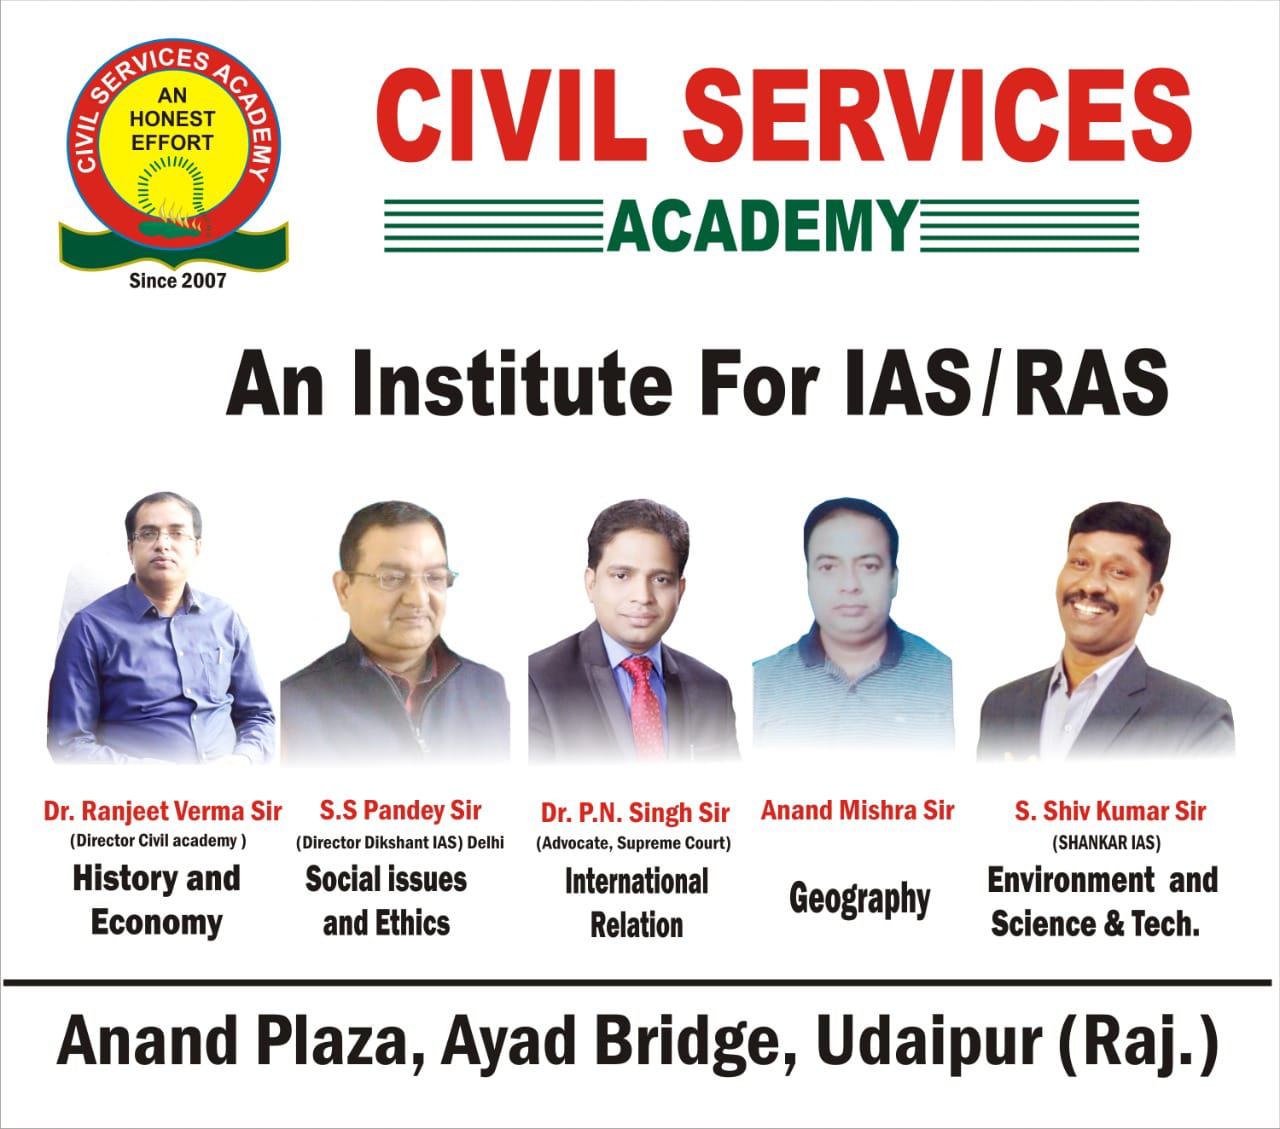 CIVIL SERVICES ACADEMY
AN
HONEST
EFFORT
Since 2007
CIVIL SERVICES
ACADEMY
An Institute For IAS/RAS
Dr. Ranjeet Verma Sir
(Director Civil academy )
History and
Economy
S.S Pandey Sir
(Director Dikshant IAS) Delhi
Social issues
and Ethics
Dr. P.N. Singh Sir
(Advocate, Supreme Court)
International
Relation
Anand Mishra Sir
Geography
S. Shiv Kumar Sir
(SHANKAR IAS)
Environment and
Science & Tech.
Anand Plaza, Ayad Bridge, Udaipur (Raj.)